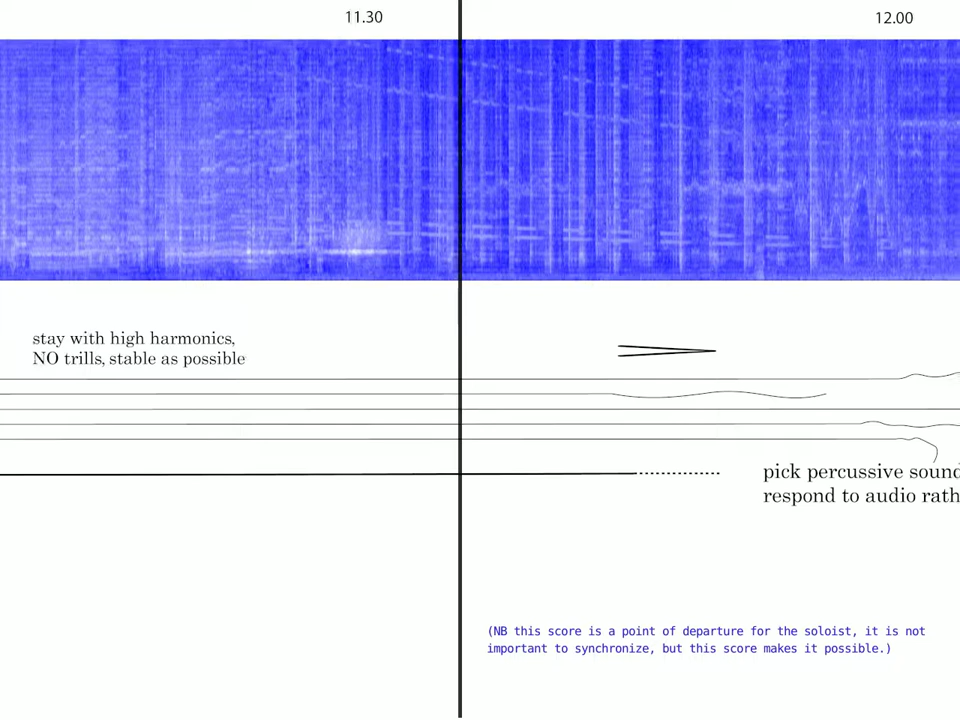 11.30
12.00
stay with high harmonics,
NO trills, stable as possible
pick percussive sound
respond to audio rath
(NB this score is a point of departure for the soloist, it is not
important to synchronize, but this score makes it possible.)